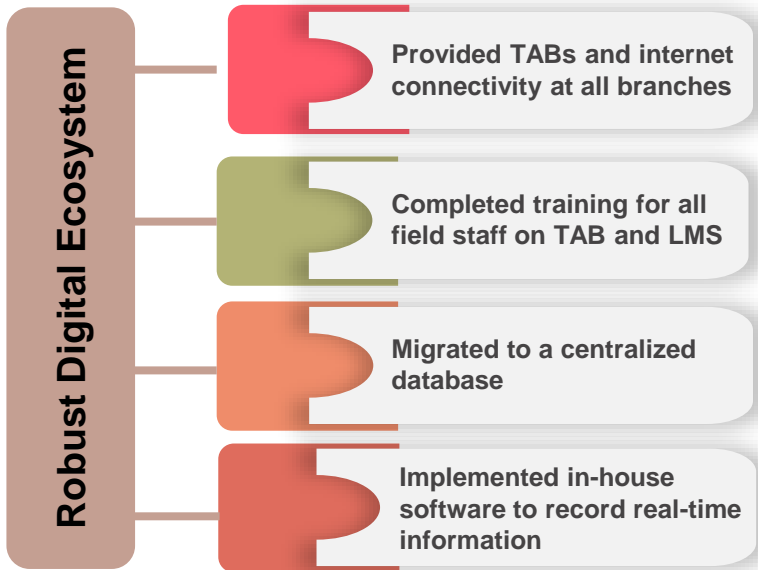 Robust Digital Ecosystem
Provided TABs and internet
connectivity at all branches
Completed training for all
field staff on TAB and LMS
Migrated to a centralized
database
Implemented in-house
software to record real-time
information